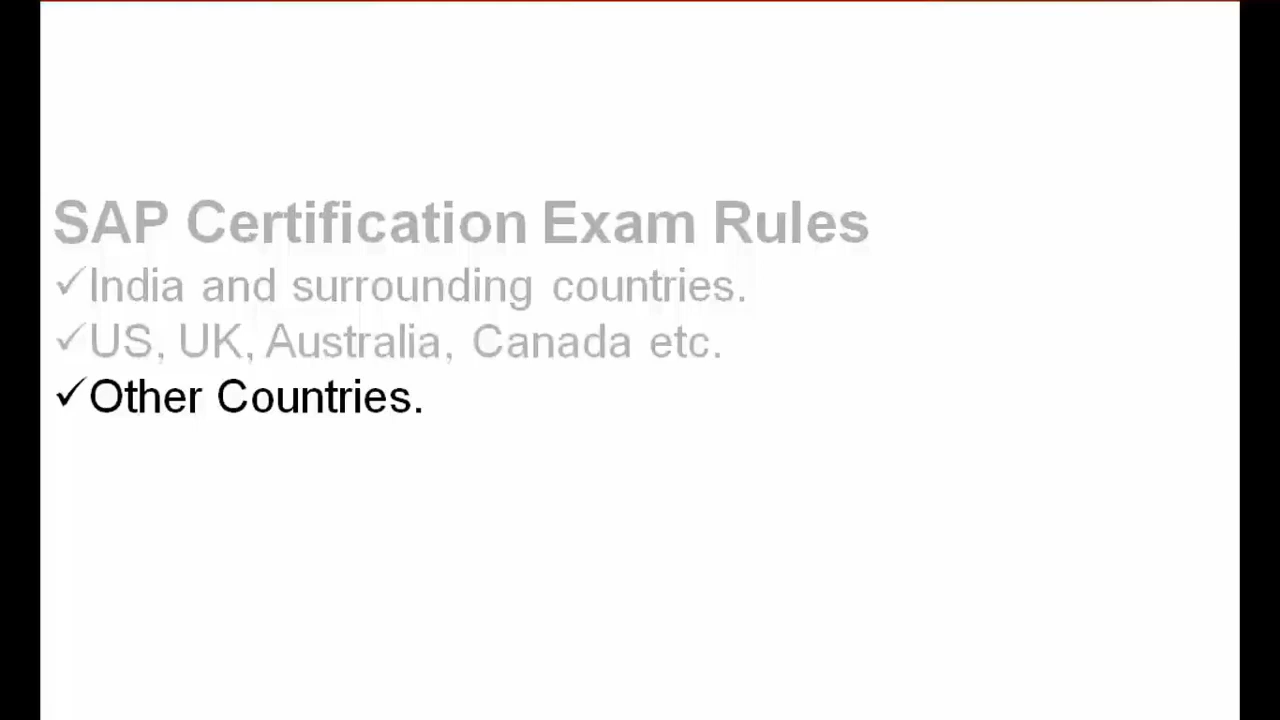 SAP Certification Exam Rules
✓India and surrounding countries.
✓US, UK, Australia, Canada etc.
✓Other Countries.